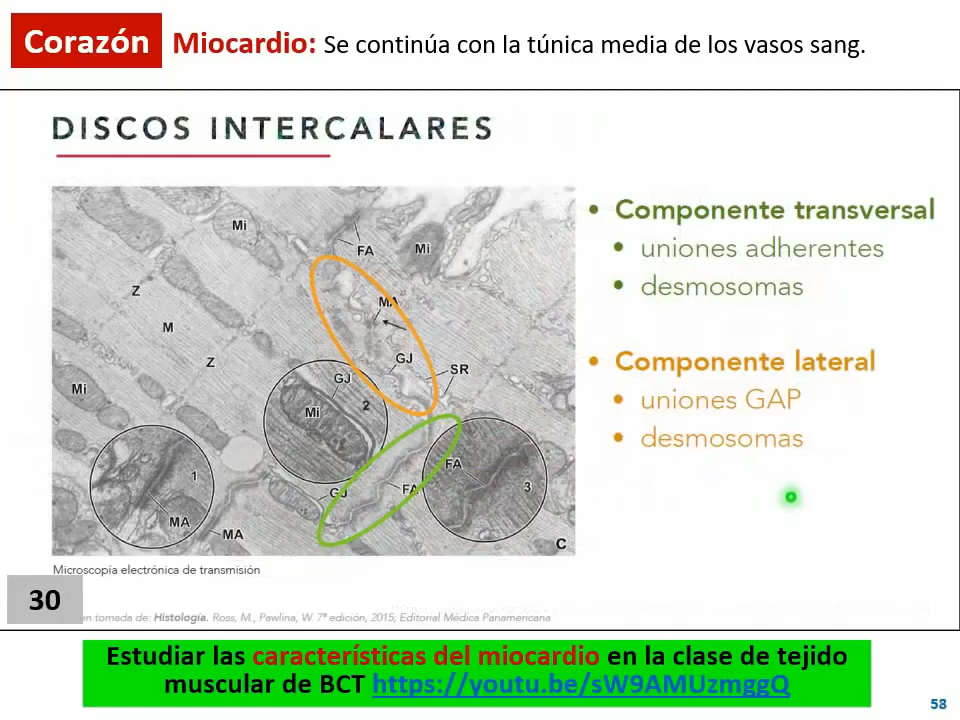 Corazón Miocardio: Se continúa con la túnica media de los vasos sang.
DISCOS INTERCALARES
Mi
FA
Mi
Z
MA
M
GJ
Z
SR
GJ
Mi
Mi
2
FA
1
3
GJ
FA
MA
MA
C
• Componente transversal
• uniones adherentes
• desmosomas
• Componente lateral
• uniones GAP
• desmosomas
Microscopía electrónica de transmisión
30
tomada de: Histología. Ross, M., Pawlina, W. 7ª edición, 2015; Editorial Médica Panamericana
Estudiar las características del miocardio en la clase de tejido
muscular de BCT https://youtu.be/sW9AMUzmggQ
58